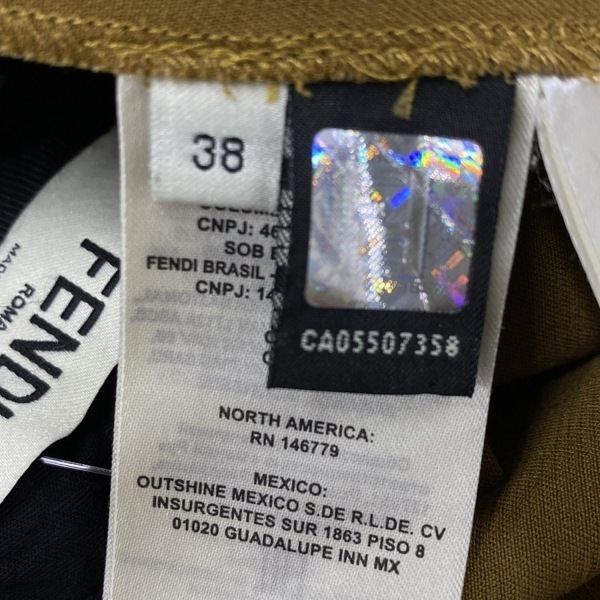 38
CNPJ: 46
SOB
FENDI BRASIL -
CNPJ: 14
CA05507358
NORTH AMERICA:
RN 146779
MEXICO:
OUTSHINE MEXICO S.DE R.L.DE. CV
INSURGENTES SUR 1863 PISO 8
01020 GUADALUPE INN MX
FENDI
ROMA